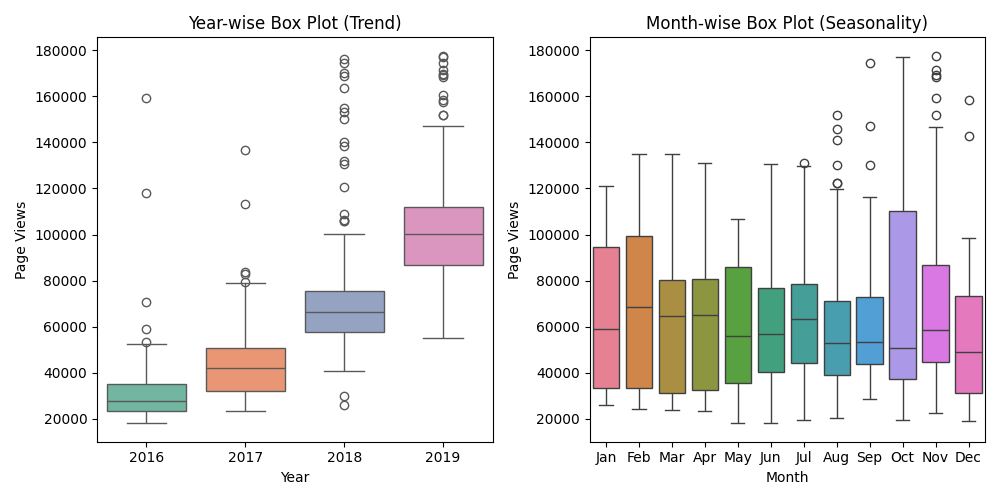 Year-wise Box Plot (Trend)
180000
160000
140000
120000
100000
80000
60000
40000
20000
Page Views
2016 2017 2018 2019
Year
Month-wise Box Plot (Seasonality)
180000
160000
140000
120000
100000
80000
60000
40000
20000
Page Views
Jan Feb Mar Apr May Jun Jul Aug Sep Oct Nov Dec
Month